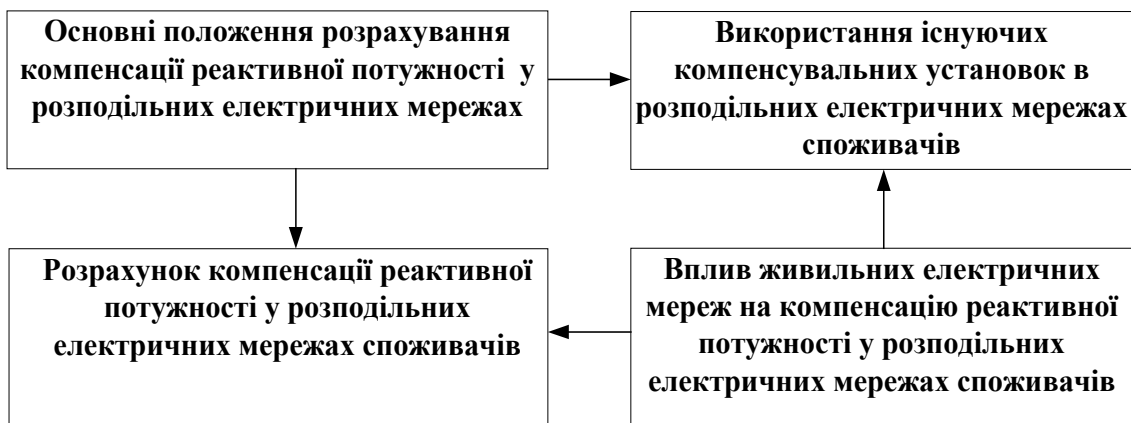 Основні положення розрахування
компенсації реактивної потужності у
розподільних електричних мережах
Використання існуючих
компенсувальних установок в
розподільних електричних мережах
споживачів
Розрахунок компенсації реактивної
потужності у розподільних
електричних мережах споживачів
Вплив живильних електричних
мереж на компенсацію реактивної
потужності у розподільних
електричних мережах споживачів